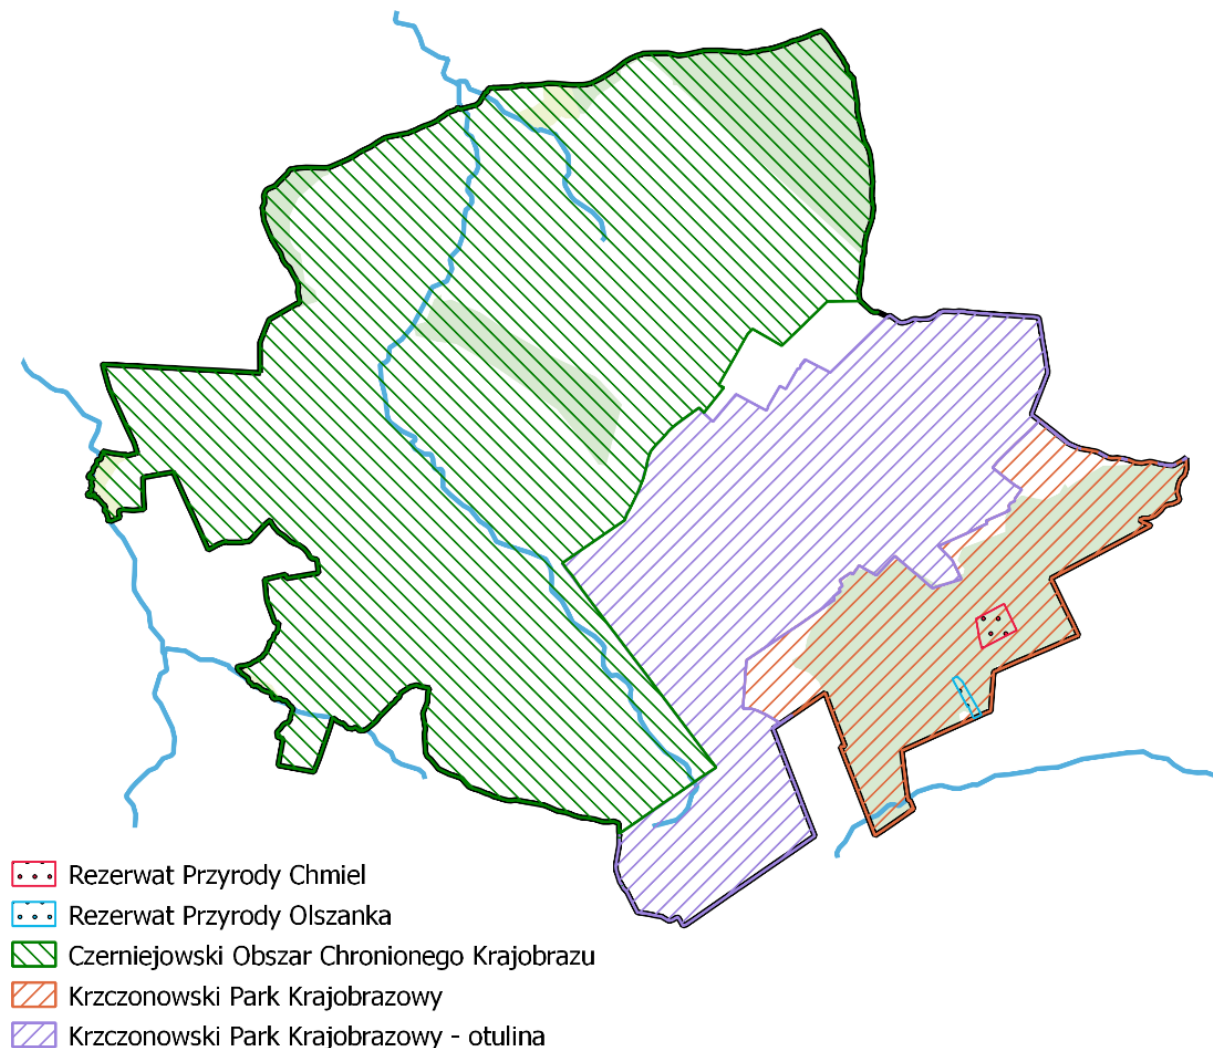 Rezerwat Przyrody Chmiel
Rezerwat Przyrody Olszanka
Czerniejowski Obszar Chronionego Krajobrazu
Krzczonowski Park Krajobrazowy
Krzczonowski Park Krajobrazowy - otulina